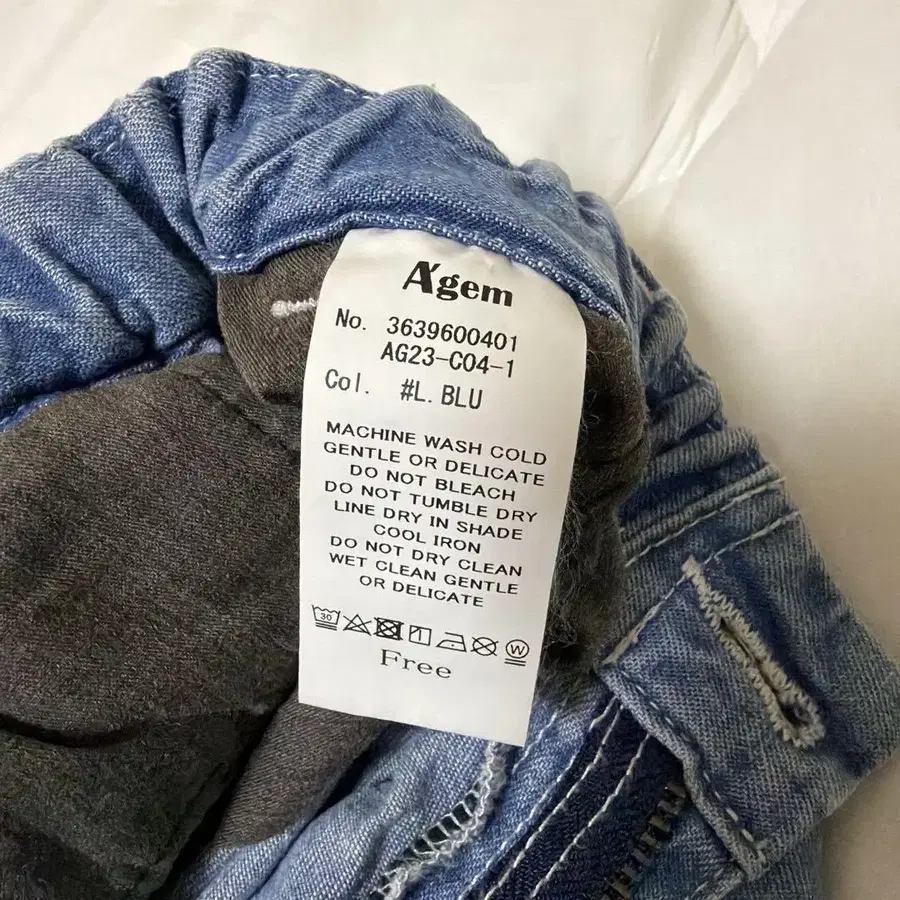 A'gem
No. 3639600401
AG23-C04-1
Col. #L.BLU
MACHINE WASH COLD
GENTLE OR DELICATE
DO NOT BLEACH
DO NOT TUMBLE DRY
LINE DRY IN SHADE
COOL IRON
DO NOT DRY CLEAN
WET CLEAN GENTLE
OR DELICATE
30 W
Free